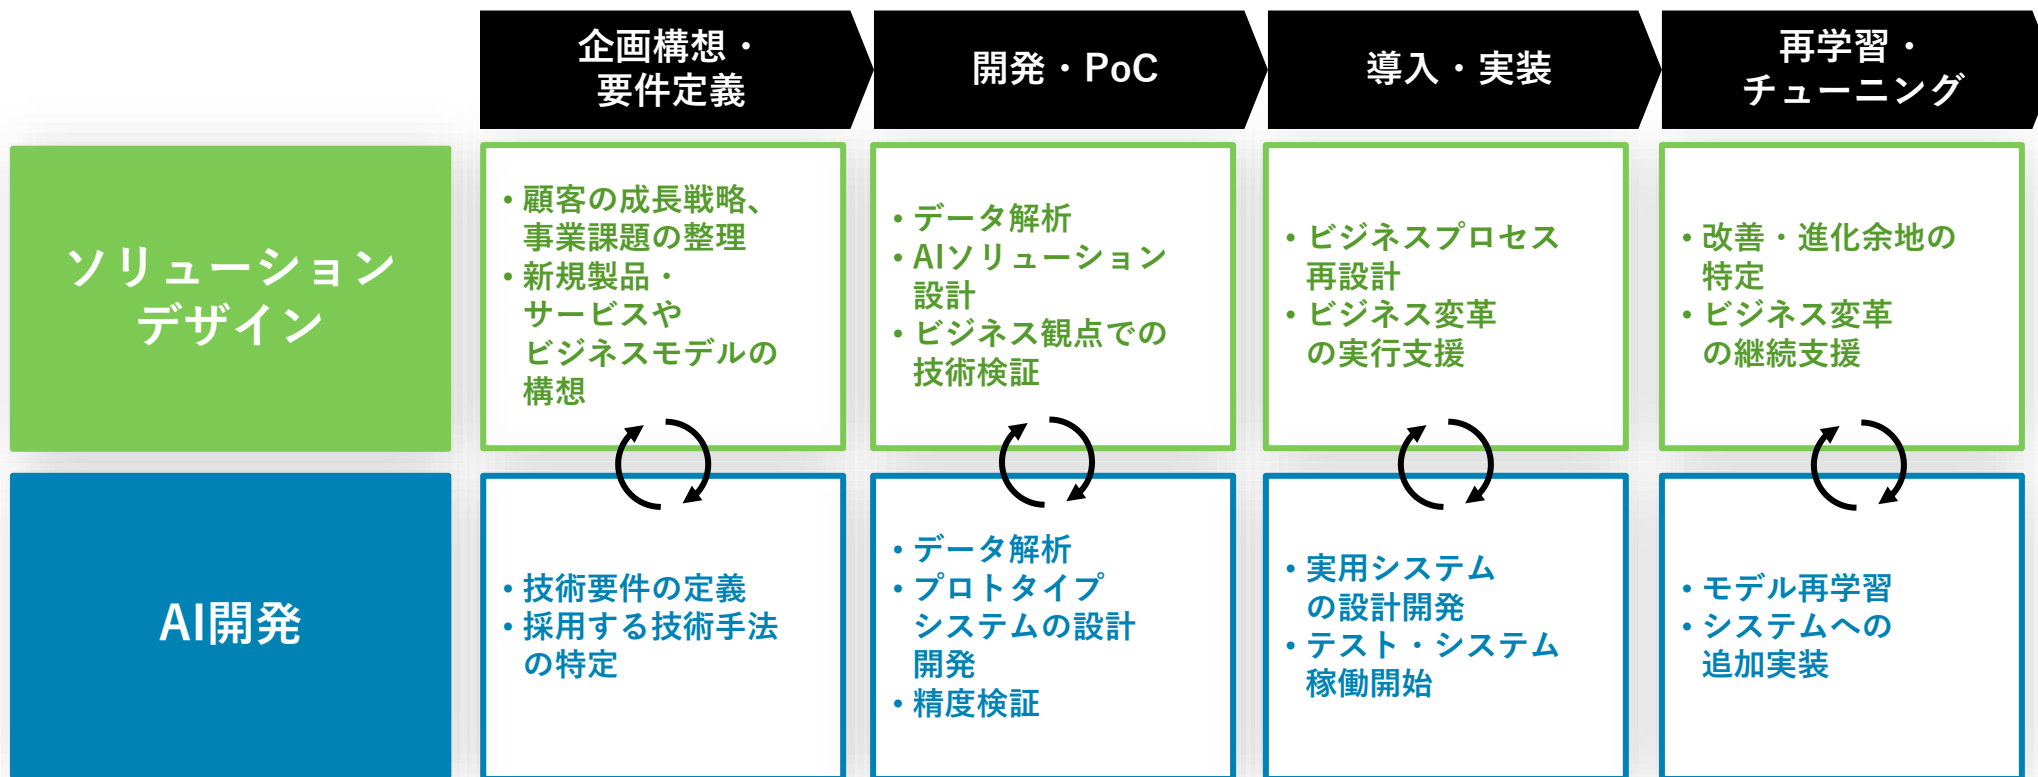 企画構想・
要件定義
開発・PoC
導入・実装
再学習・
チューニング
ソリューション
デザイン
・顧客の成長戦略、
事業課題の整理
・新規製品・
サービスや
ビジネスモデルの
構想
・データ解析
・AIソリューション
設計
・ビジネス観点での
技術検証
・ビジネスプロセス
再設計
・ビジネス変革
の実行支援
・改善・進化余地の
特定
・ビジネス変革
の継続支援
AI開発
・技術要件の定義
・採用する技術手法
の特定
・データ解析
・プロトタイプ
システムの設計
開発
・精度検証
・実用システム
の設計開発
・テスト・システム
稼働開始
・モデル再学習
・システムへの
追加実装